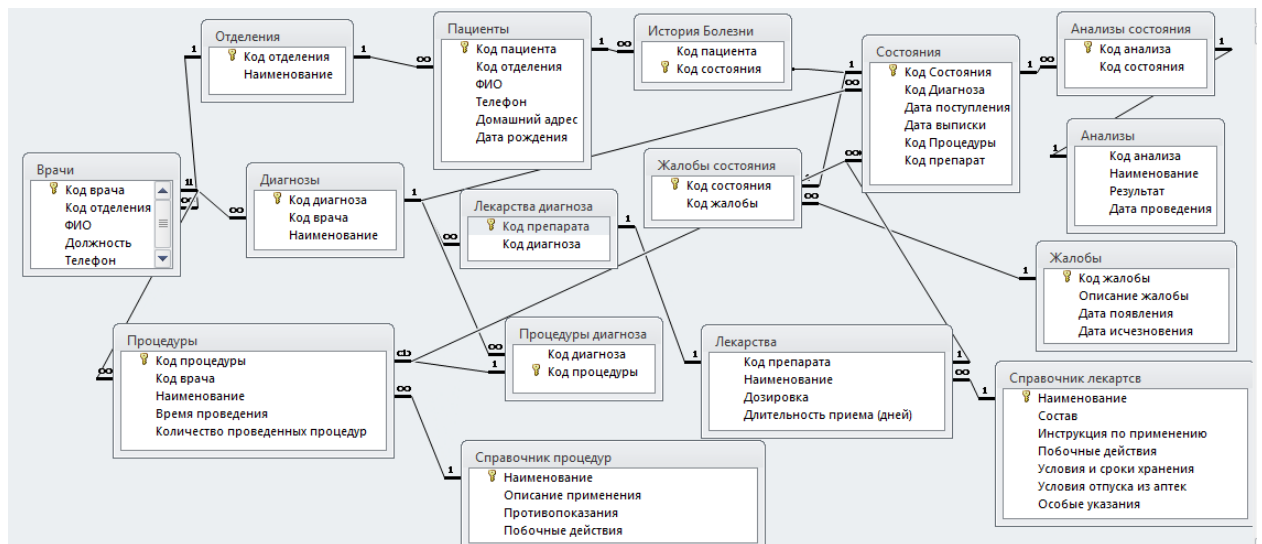 Отделения
Код отделения
Наименование
Пациенты
Код пациента
Код отделения
ФИО
Телефон
Домашний адрес
Дата рождения
История Болезни
Код пациента
Код состояния
Состояния
Код Состояния
Код Диагноза
Дата поступления
Дата выписки
Код Процедуры
Код препарат
Анализы состояния
Код анализа
Код состояния
Анализы
Код анализа
Наименование
Результат
Дата проведения
Врачи
Код врача
Код отделения
ФИО
Должность
Телефон
Диагнозы
Код диагноза
Код врача
Наименование
Лекарства диагноза
Код препарата
Код диагноза
Жалобы состояния
Код состояния
Код жалобы
Жалобы
Код жалобы
Описание жалобы
Дата появления
Дата исчезновения
Процедуры
Код процедуры
Код врача
Наименование
Время проведения
Количество проведенных процедур
Процедуры диагноза
Код диагноза
Код процедуры
Лекарства
Код препарата
Наименование
Дозировка
Длительность приема (дней)
Справочник лекартсв
Наименование
Состав
Инструкция по применению
Побочные действия
Условия и сроки хранения
Условия отпуска из аптек
Особые указания
Справочник процедур
Наименование
Описание применения
Противопоказания
Побочные действия